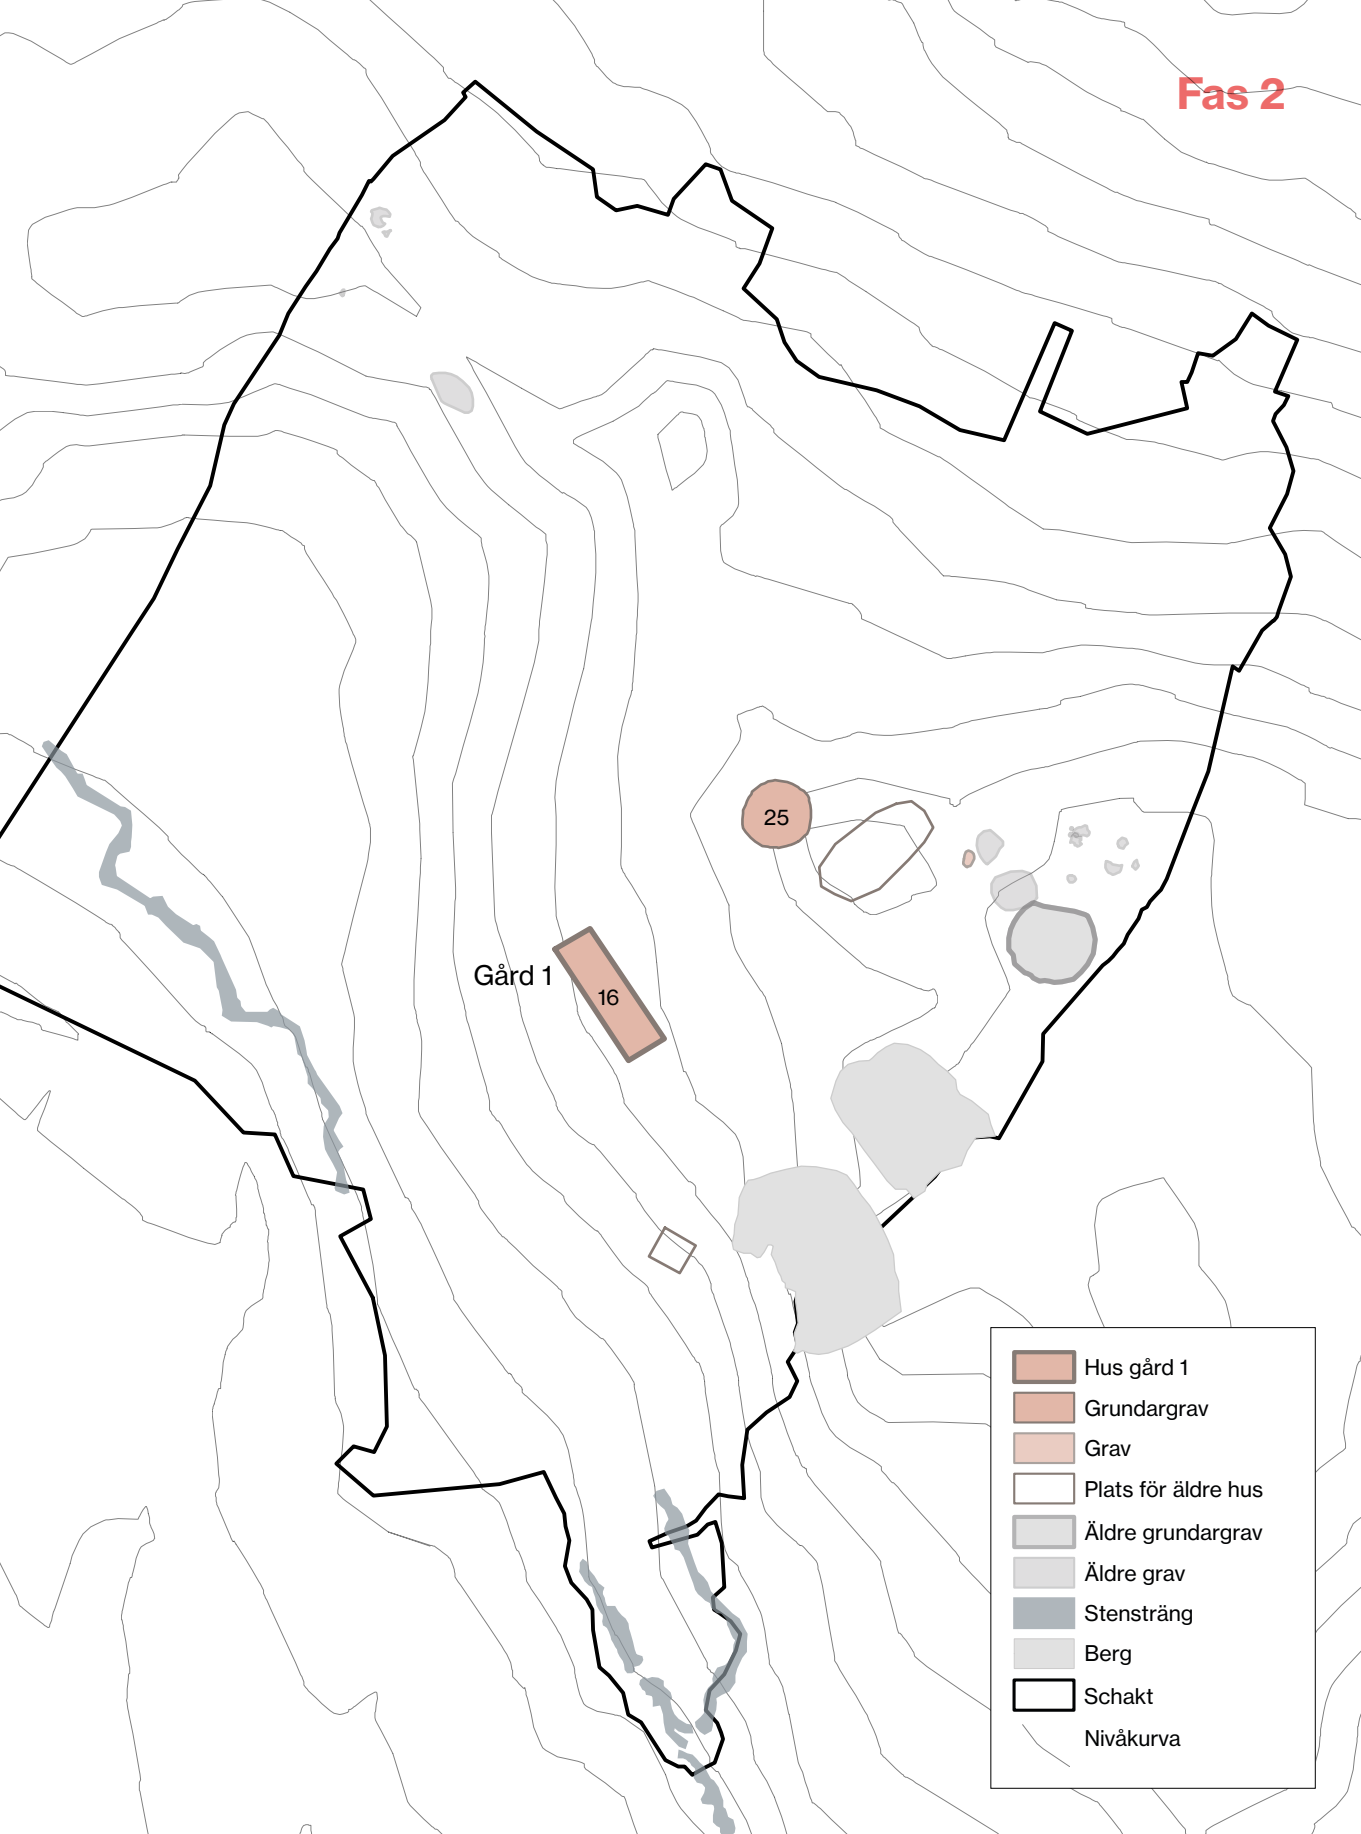 Fas 2
25
Gård 1
16
Hus gård 1
Grundargrav
Grav
Plats för äldre hus
Äldre grundargrav
Äldre grav
Stensträng
Berg
Schakt
Nivåkurva